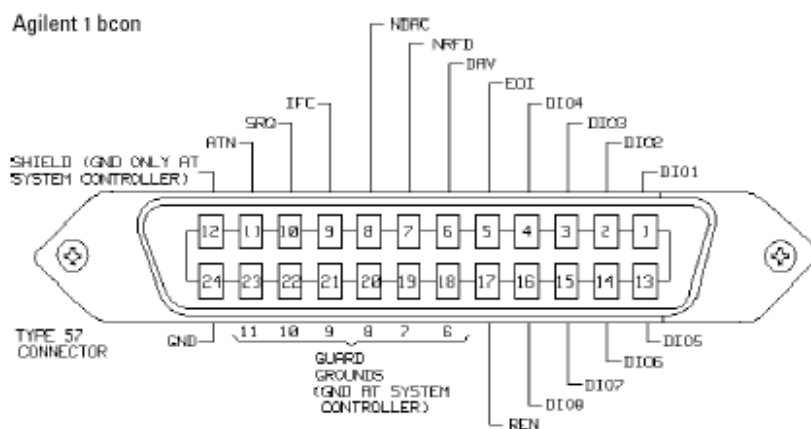 Agilent 1 bcon
NDAC
NRFD
DAV
EOI
IFC
DIO4
SRQ
DIO3
ATN
DIO2
SHIELD (GND ONLY AT
SYSTEM CONTROLLER)
DIO1
12 11 10 9 8 7 6 5 4 3 2 1
24 23 22 21 20 19 18 17 16 15 14 13
TYPE 57
CONNECTOR
GND
11 10 9 8 7 6
DIO5
GUARD
GROUNDS
(GND AT SYSTEM
CONTROLLER)
DIO6
DIO7
DIO8
REN